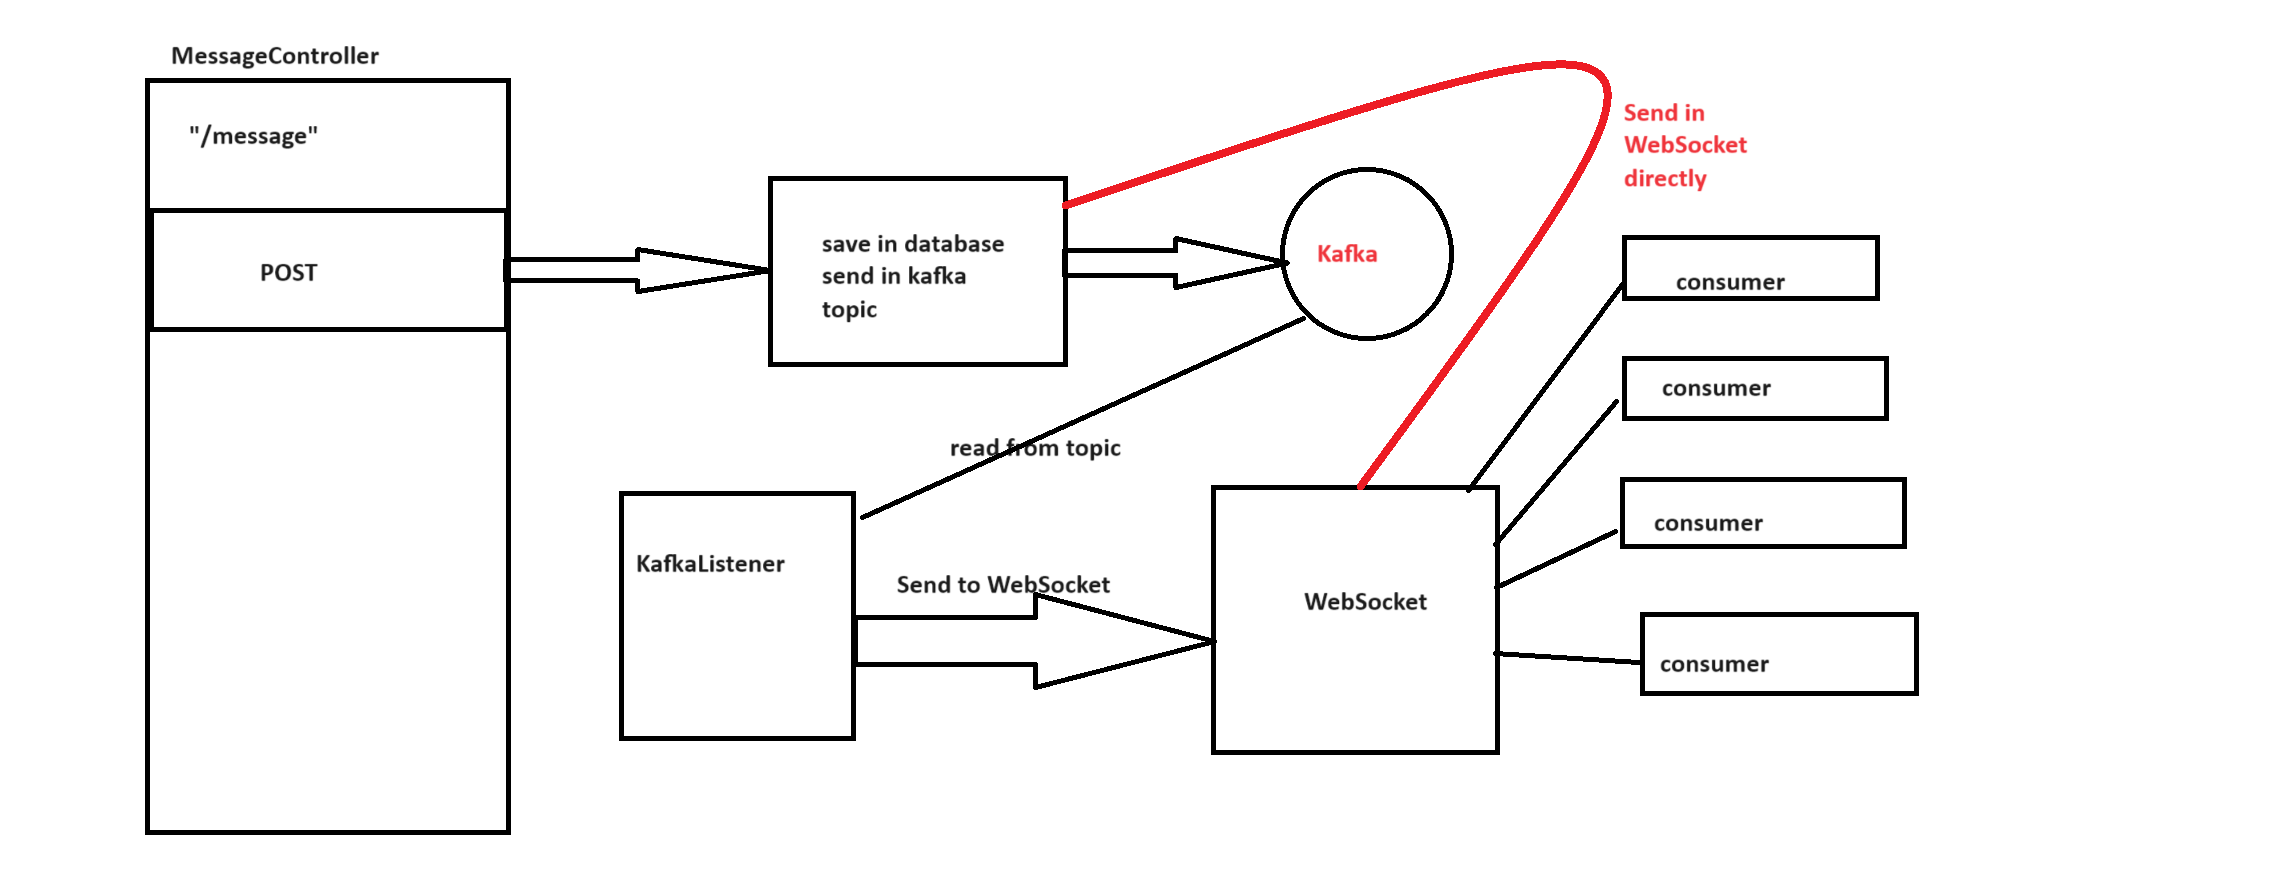 MessageController
"/message"
POST
save in database
send in kafka
topic
Kafka
Send in
WebSocket
directly
consumer
consumer
consumer
consumer
read from topic
KafkaListener
Send to WebSocket
WebSocket